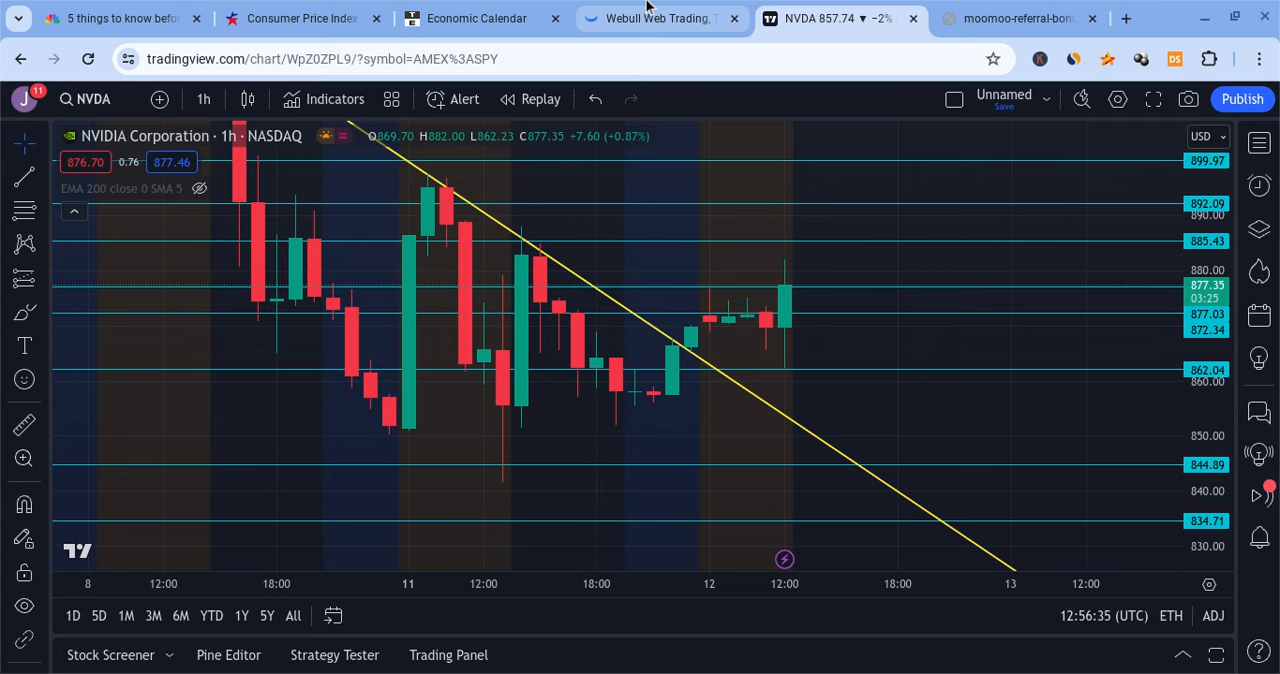 5 things to know befo
Consumer Price Index
Economic Calendar
Webull Web Trading, T
NVDA 857.74 ▼ −2%
moomoo-referral-bon
tradingview.com/chart/WpZ0ZPL9/?symbol=AMEX%3ASPY
J
11
NVDA
1h
Indicators
Alert
Replay
Unnamed
Save
Publish
NVIDIA Corporation · 1h · NASDAQ
O869.70 H882.00 L862.23 C877.35 +7.60 (+0.87%)
USD
876.70
0.76
877.46
EMA 200 close 0 SMA 5
899.97
892.09
890.00
885.43
880.00
877.35
03:25
877.03
872.34
862.04
860.00
850.00
844.89
840.00
834.71
830.00
8
12:00
18:00
11
12:00
18:00
12
12:00
18:00
13
12:00
1D
5D
1M
3M
6M
YTD
1Y
5Y
All
12:56:35 (UTC)
ETH
ADJ
Stock Screener
Pine Editor
Strategy Tester
Trading Panel